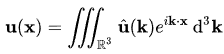 𝐮(𝐱) = ∭_{ℝ³} 𝐮̂(𝐤)e^{i𝐤·𝐱} d³𝐤